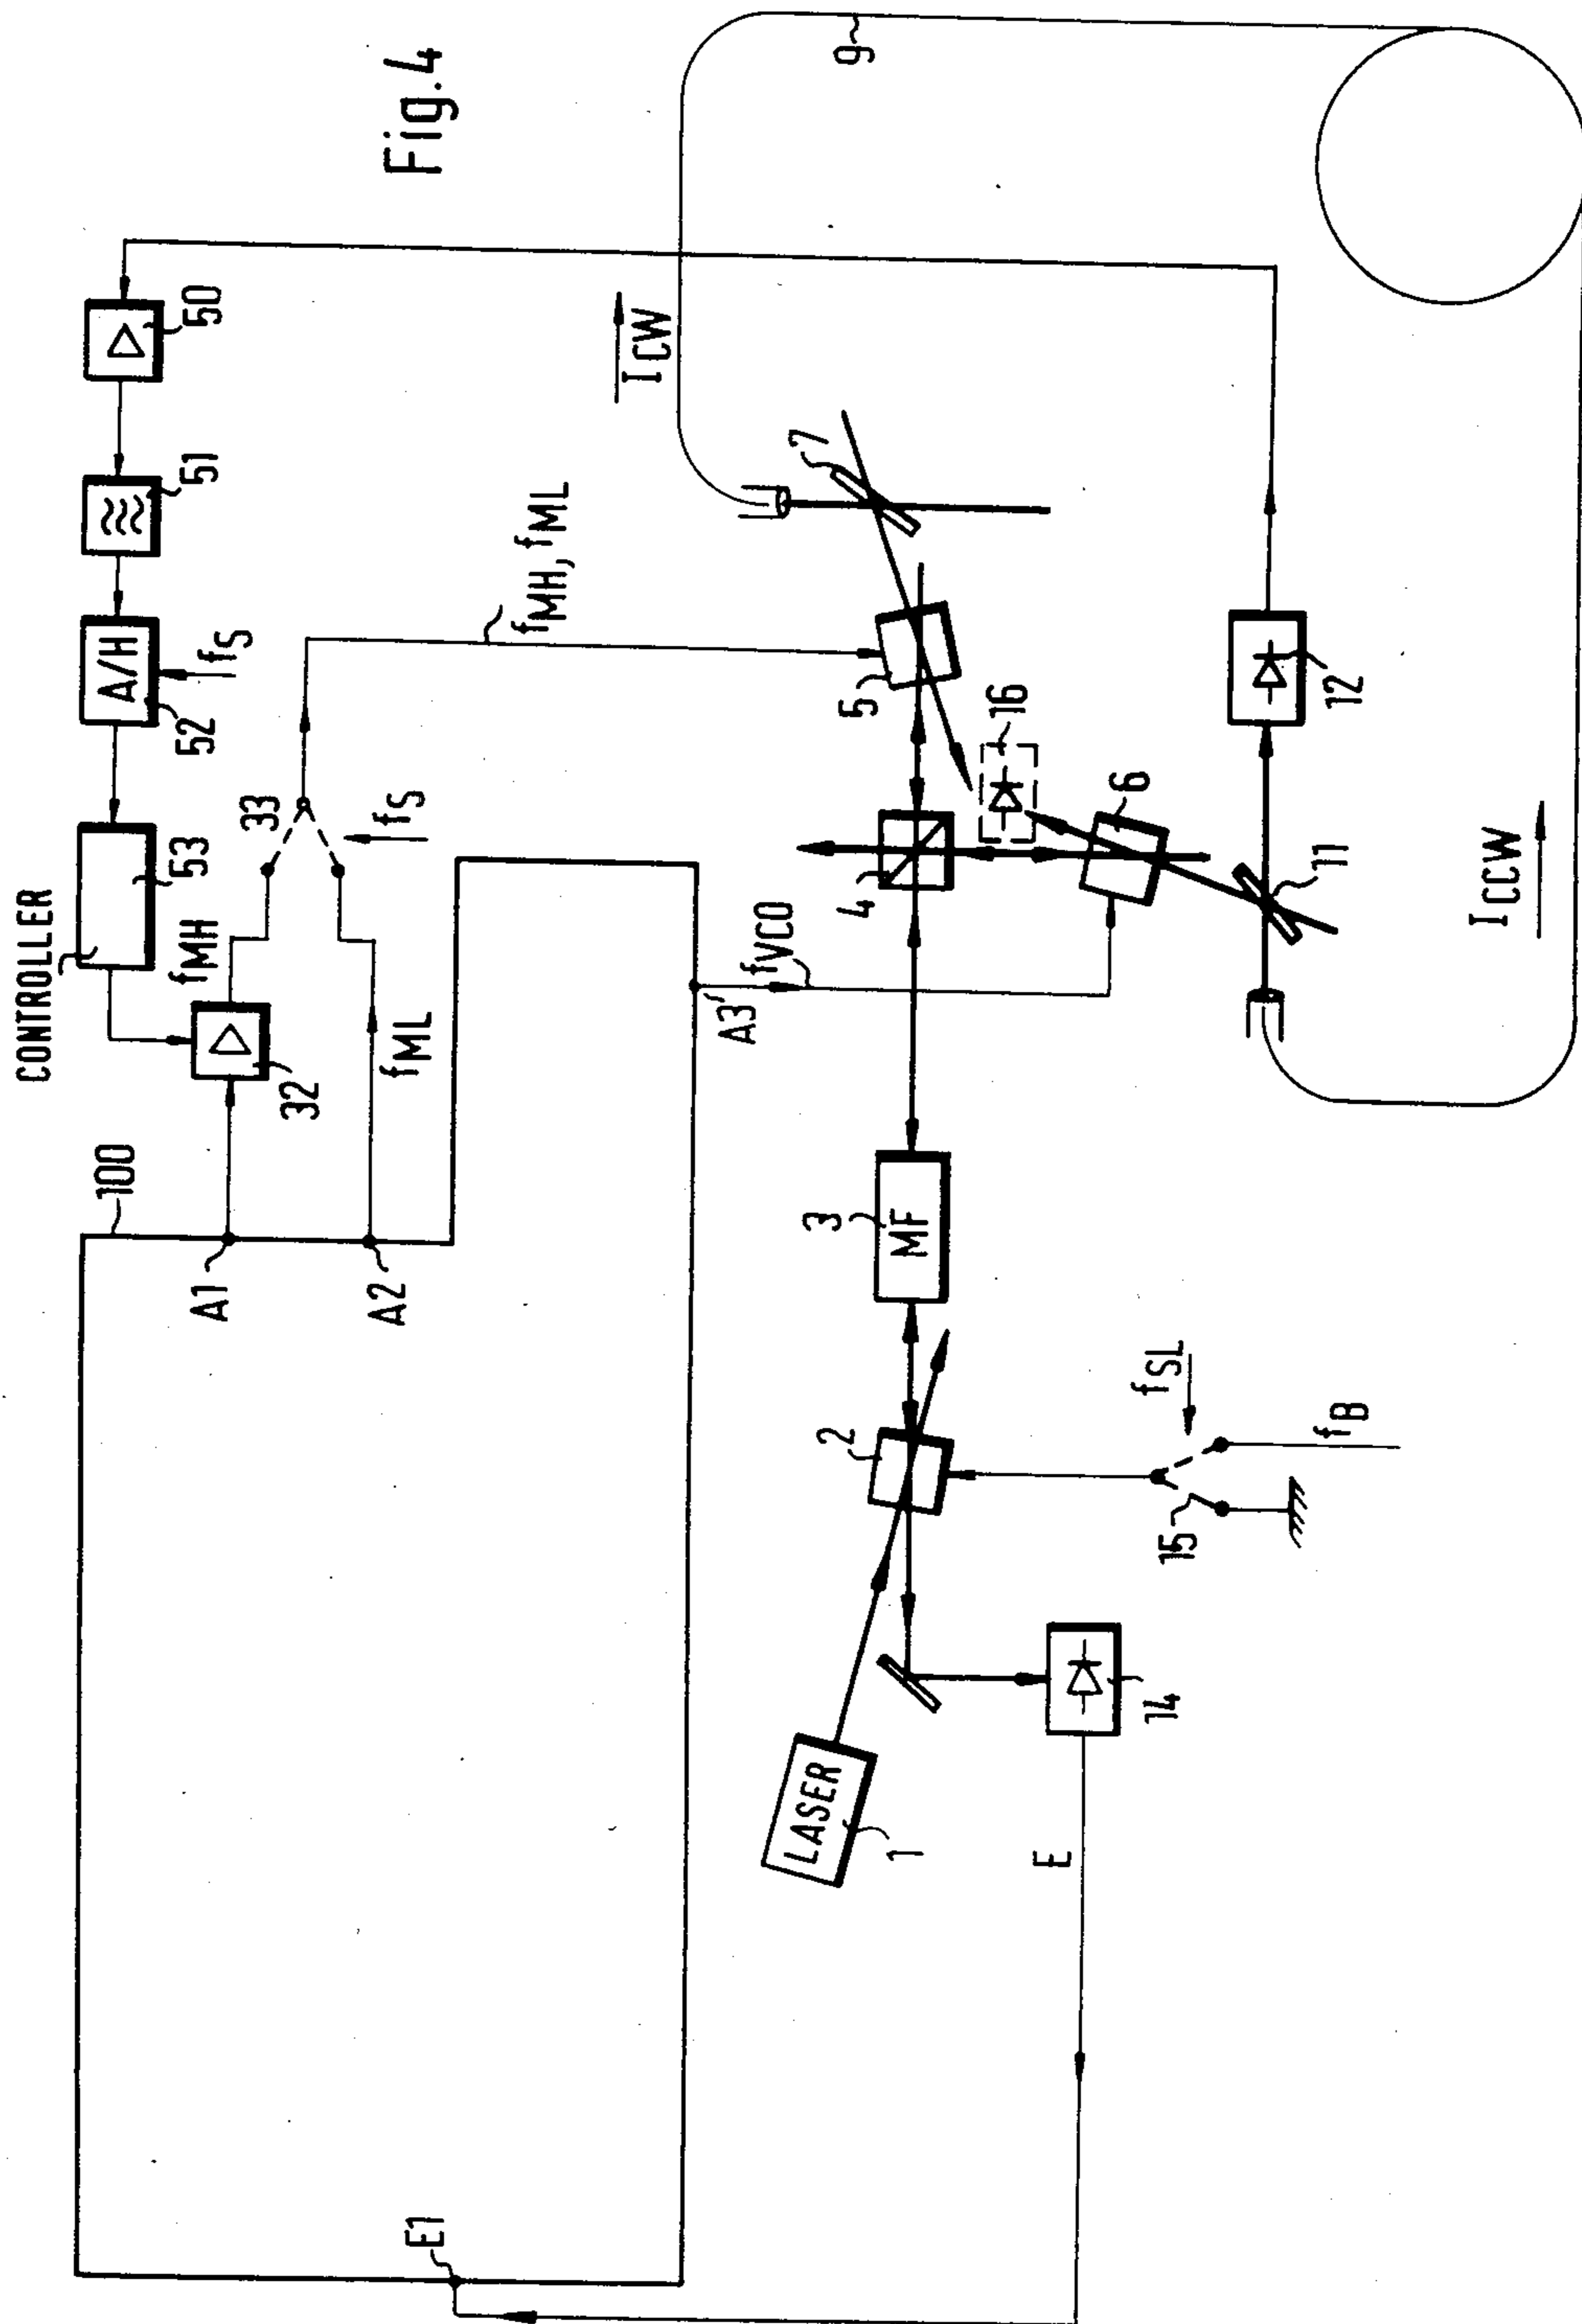 Fig.4
CONTROLLER
53
52
A/H
51
50
fS
33
fMH
32
fS
fML
100
A1
A2
fMH, fML
ICW
9
7
5
16
4
6
A3
fVCO
3
MF
2
fSL
fB
15
LASER
1
14
E
E1
11
12
ICCW